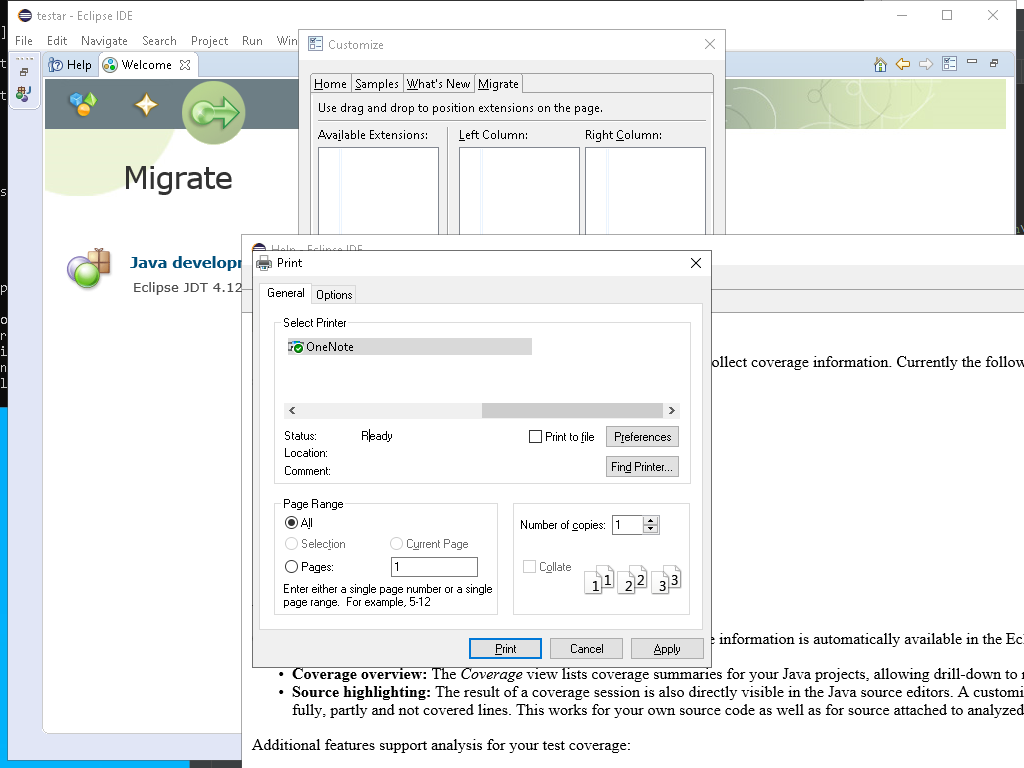 testar - Eclipse IDE
File Edit Navigate Search Project Run Win
Help Welcome
Migrate
Java develop
Eclipse JDT 4.12
Customize
Home Samples What's New Migrate
Use drag and drop to position extensions on the page.
Available Extensions: Left Column: Right Column:
Help - Eclipse IDE
Print
General Options
Select Printer
OneNote
Status: Ready
Location:
Comment:
Print to file
Preferences
Find Printer...
Page Range
All
Selection Current Page
Pages: 1
Enter either a single page number or a single
page range. For example, 5-12
Number of copies: 1
Collate
1 1 2 2 3 3
Print Cancel Apply
ollect coverage information. Currently the follow
e information is automatically available in the Ecl
• Coverage overview: The Coverage view lists coverage summaries for your Java projects, allowing drill-down to
• Source highlighting: The result of a coverage session is also directly visible in the Java source editors. A customi
fully, partly and not covered lines. This works for your own source code as well as for source attached to analyzed
Additional features support analysis for your test coverage: